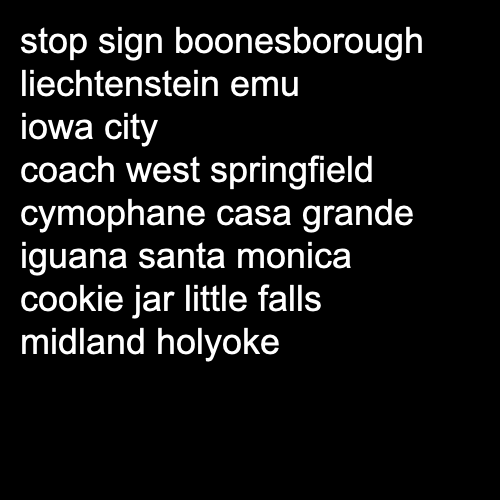 stop sign boonesborough
liechtenstein emu
iowa city
coach west springfield
cymophane casa grande
iguana santa monica
cookie jar little falls
midland holyoke